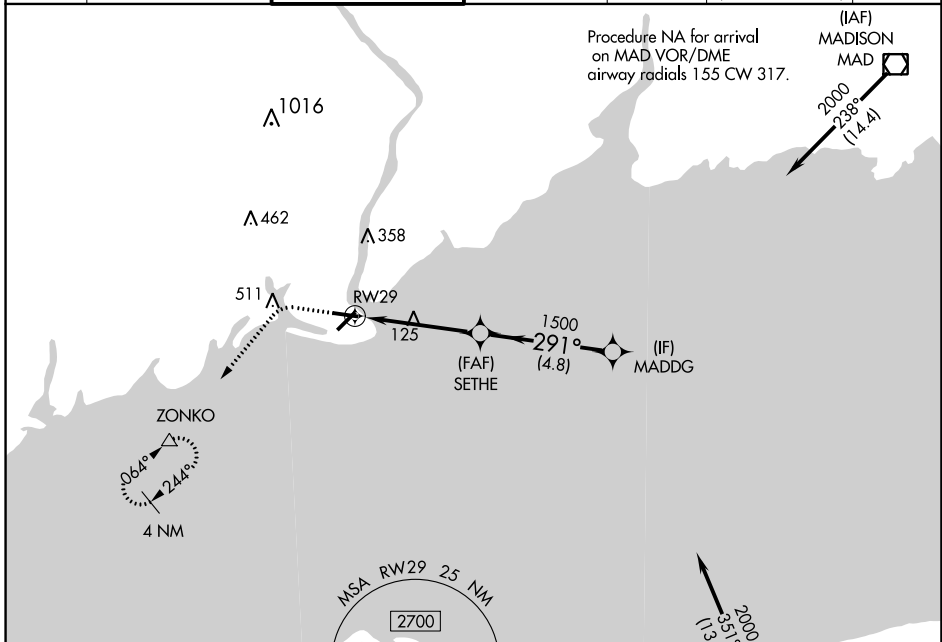 Procedure NA for arrival
on MAD VOR/DME
airway radials 155 CW 317.
(IAF)
MADISON
MAD
2000
238°
(14.4)
1016
462
358
511
RW29
125
1500
291°
(4.8)
(FAF)
SETHE
(IF)
MADDG
ZONKO
064°
244°
4 NM
MSA RW29 25 NM
2700
2000
351°
(13